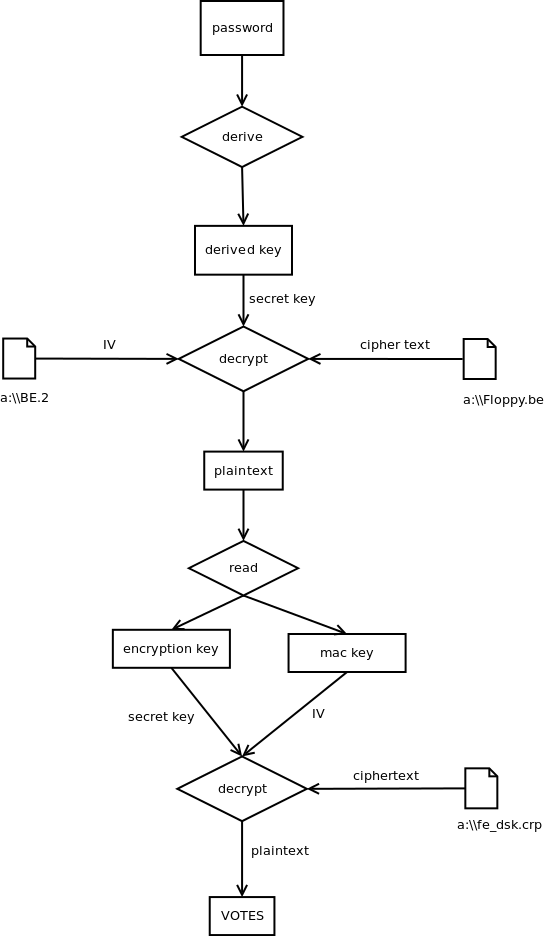 password
derive
derived key
secret key
IV
cipher text
decrypt
a:\\BE.2
a:\\Floppy.be
plaintext
read
encryption key
mac key
secret key
IV
ciphertext
decrypt
a:\\fe_dsk.crp
plaintext
VOTES